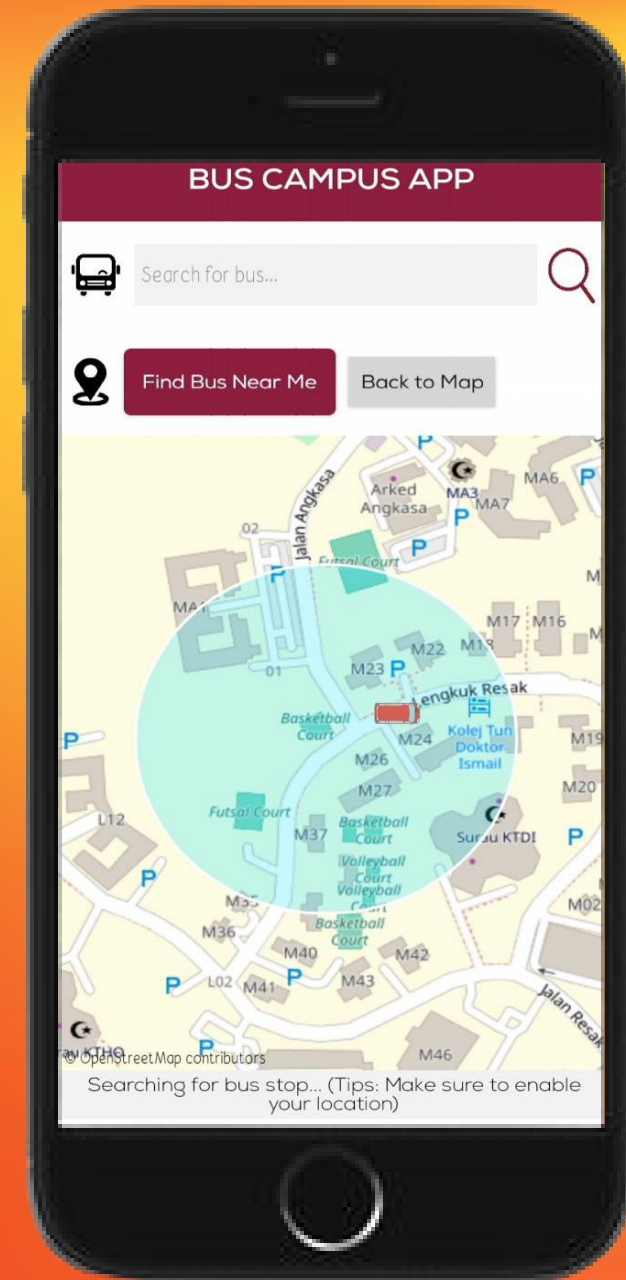 BUS CAMPUS APP
Search for bus...
Find Bus Near Me
Back to Map
P
Jalan Angkasa
Arked
Angkasa
MA3
MA6
P
MA7
P
02
P
Futsal Court
P
MA1
M17
M16
M18
M22
M23
P
01
Lengkuk Resak
Basketball
Court
M24
Kolej Tun
Doktor
Ismail
M19
P
M26
M27
M20
L12
Futsal Court
M37
Basketball
Court
Surau KTDI
P
Volleyball
Court
Volleyball
Court
P
M02
M36
Basketball
Court
M40
M42
P
L02
M41
P
M43
Jalan Resak
P
M46
© OpenStreetMap contributors
Searching for bus stop... (Tips: Make sure to enable
your location)